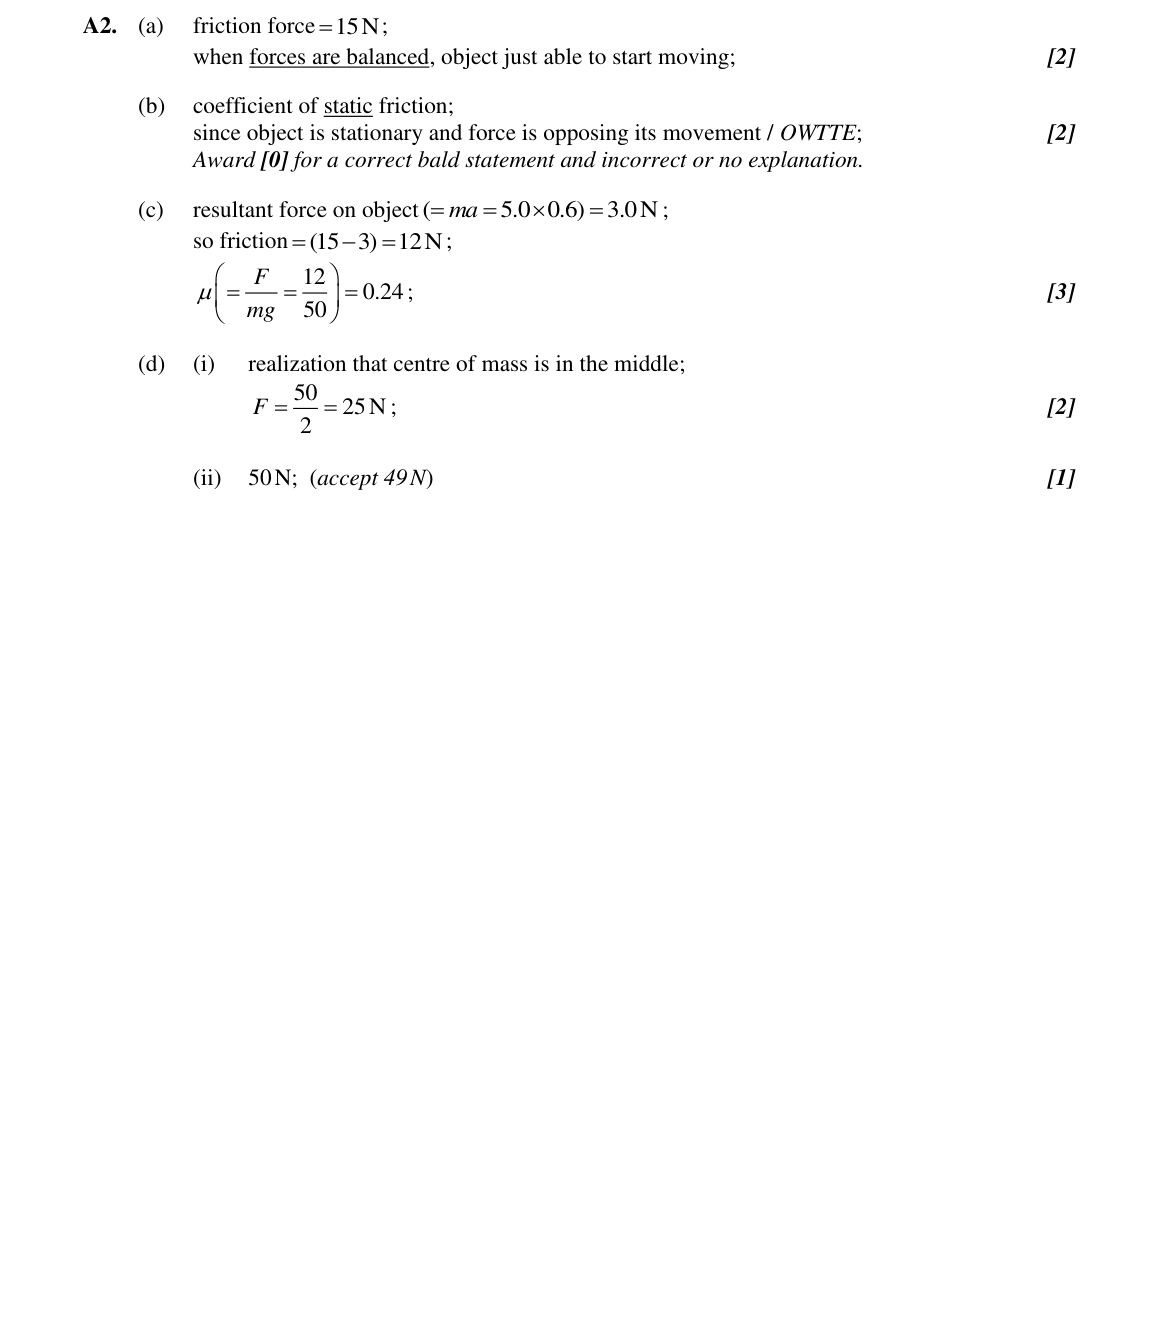 A2. (a) friction force = 15 N ;
when forces are balanced, object just able to start moving; [2]
(b) coefficient of static friction;
since object is stationary and force is opposing its movement / OWTTE; [2]
Award [0] for a correct bald statement and incorrect or no explanation.
(c) resultant force on object (= ma = 5.0×0.6) = 3.0 N ;
so friction = (15 − 3) = 12 N ;
μ( = F/mg = 12/50 ) = 0.24 ; [3]
(d) (i) realization that centre of mass is in the middle;
F = 50/2 = 25 N ; [2]
(ii) 50 N; (accept 49 N) [1]